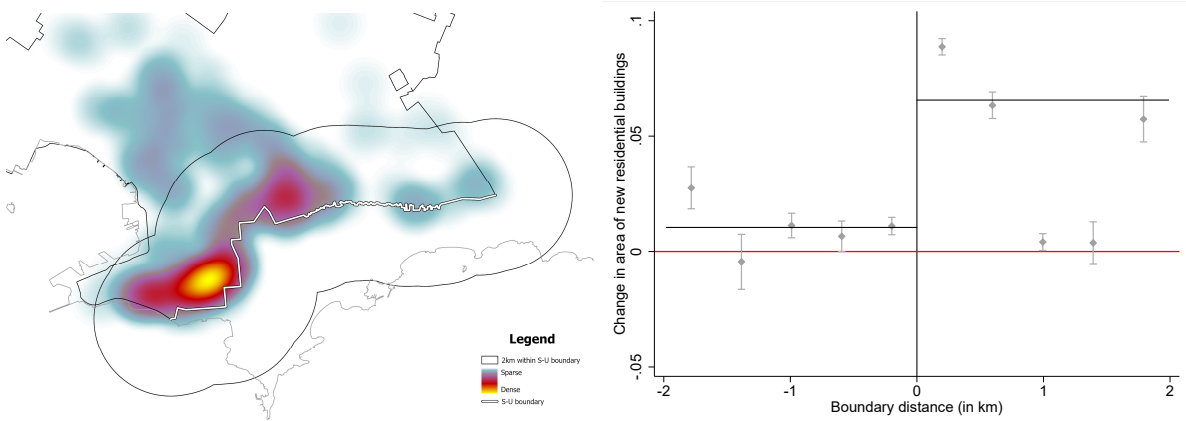 Legend
2km within S-U boundary
Sparse
Dense
S-U boundary
Change in area of new residential buildings
.1
.05
0
-.05
-2
-1
0
1
2
Boundary distance (in km)